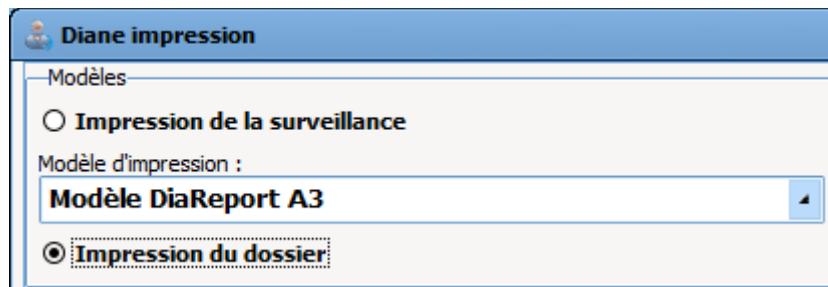 Diane impression
Modèles
Impression de la surveillance
Modèle d'impression :
Modèle DiaReport A3
Impression du dossier